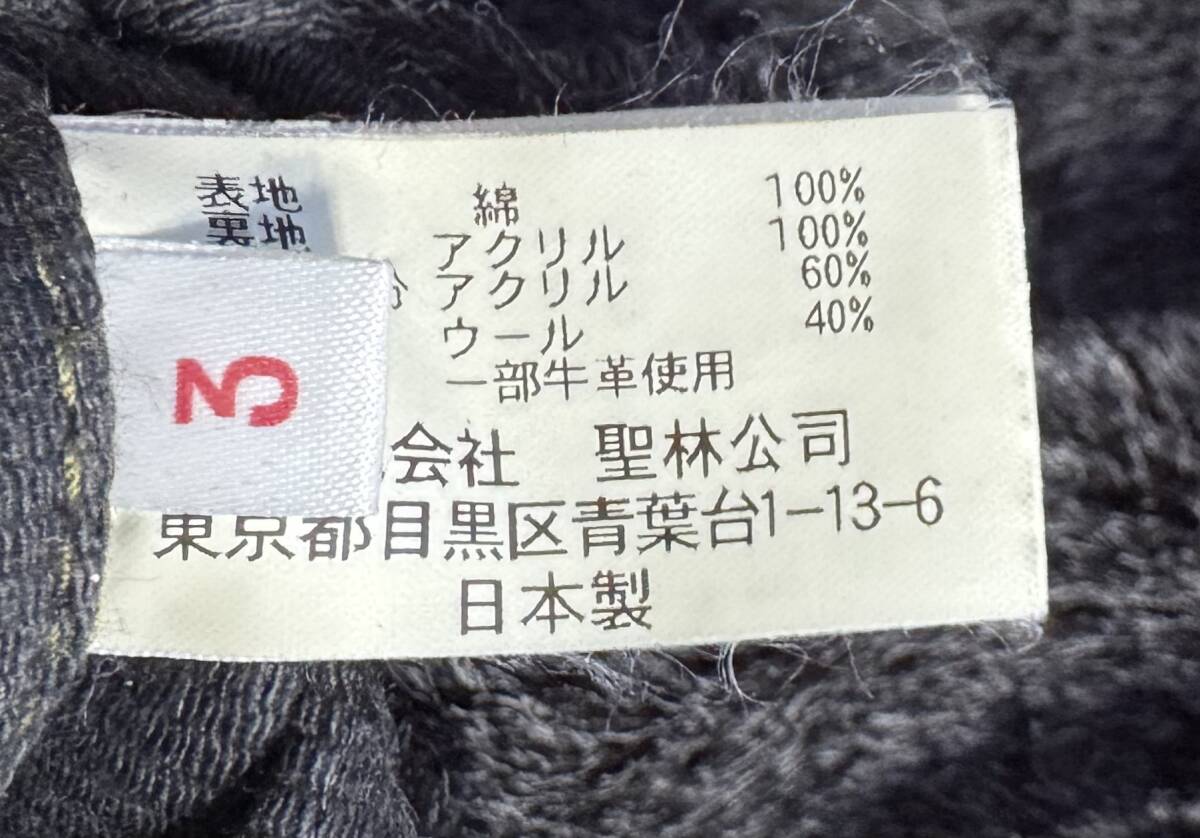 表地 綿 100%
裏地 アクリル 100%
分 アクリル 60%
ウール 40%
一部牛革使用
会社 聖林公司
東京都目黒区青葉台1-13-6
日本製
3